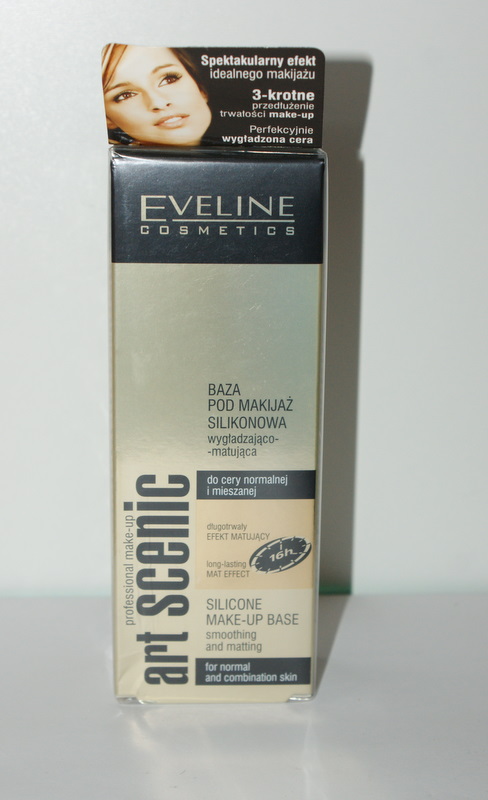 Spektakularny efekt
idealnego makijażu
3-krotne
przedłużenie
trwałości make-up
Perfekcyjnie
wygładzona cera
EVELINE
COSMETICS
BAZA
POD MAKIJAŻ
SILIKONOWA
wygładzająco-
-matująca
do cery normalnej
i mieszanej
długotrwały
EFEKT MATUJĄCY
16h
long-lasting
MAT EFFECT
SILICONE
MAKE-UP BASE
smoothing
and matting
for normal
and combination skin
professional make-up
art scenic